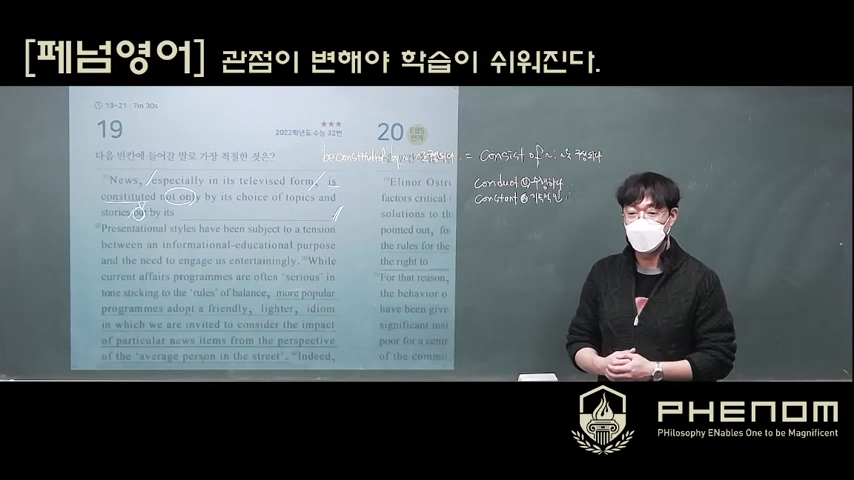 [페넘영어] 관점이 변해야 학습이 쉬워진다.
19-21 : 7m 30s
19
★★★
2022학년도 수능 32번
다음 빈칸에 들어갈 말로 가장 적절한 것은?
News, especially in its televised form, is
constituted not only by its choice of topics and
stories but by its
Presentational styles have been subject to a tension
between an informational-educational purpose
and the need to engage us entertainingly. While
current affairs programmes are often 'serious' in
tone sticking to the 'rules' of balance, more popular
programmes adopt a friendly, lighter, idiom
in which we are invited to consider the impact
of particular news items from the perspective
of the 'average person in the street'. Indeed,
20
EBS
연계
Elinor Ostr
factors critical
solutions to th
pointed out, fo
the rules for the
the right to
For that reason,
the behavior o
have been give
significant insi
poor for a centr
of the commo
be constituted by ~ = consist of ~
conduct
constant
PHENOM
PHilosophy ENables One to be Magnificent